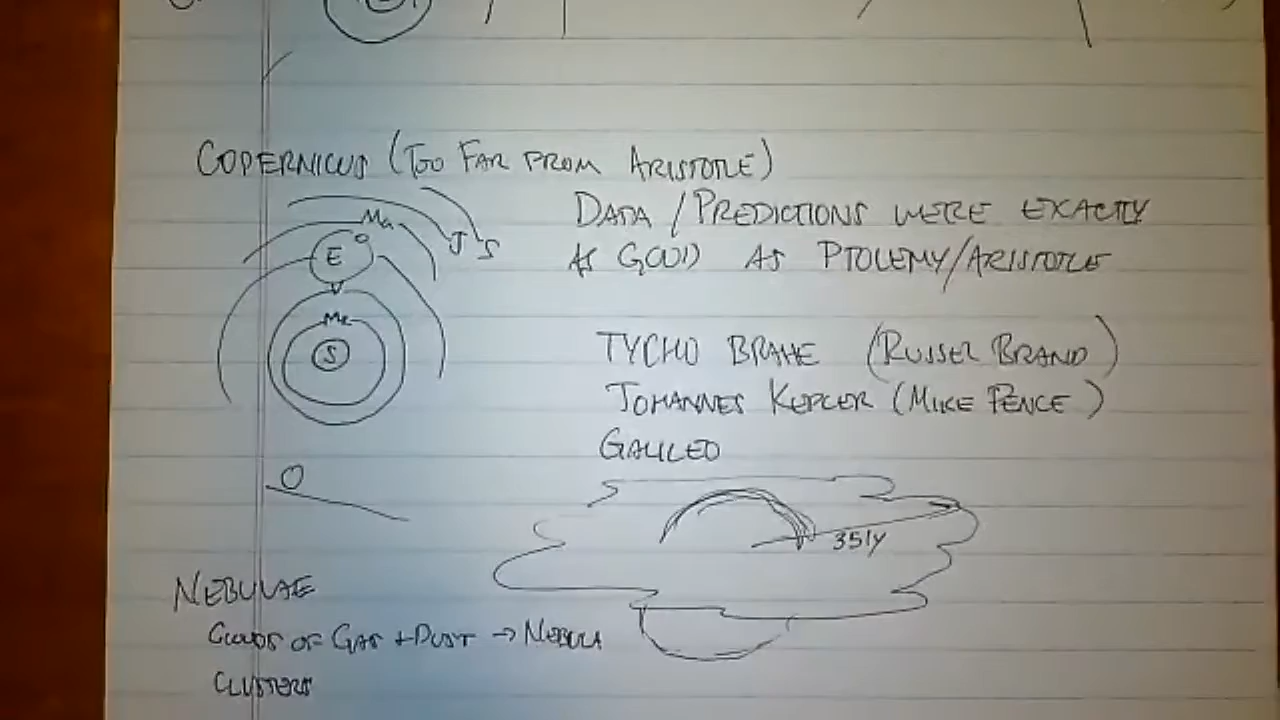 COPERNICUS (TOO FAR FROM ARISTOTLE)
DATA / PREDICTIONS WERE EXACTLY
AS GOOD AS PTOLEMY/ARISTOTLE
Ma
J S
E
V
Me
S
TYCHO BRAHE (RUSSEL BRAND)
JOHANNES KEPLER (MIKE PENCE)
GALILEO
35ly
NEBULAE
CLOUDS OF GAS + DUST → NEBULA
CLUSTERS